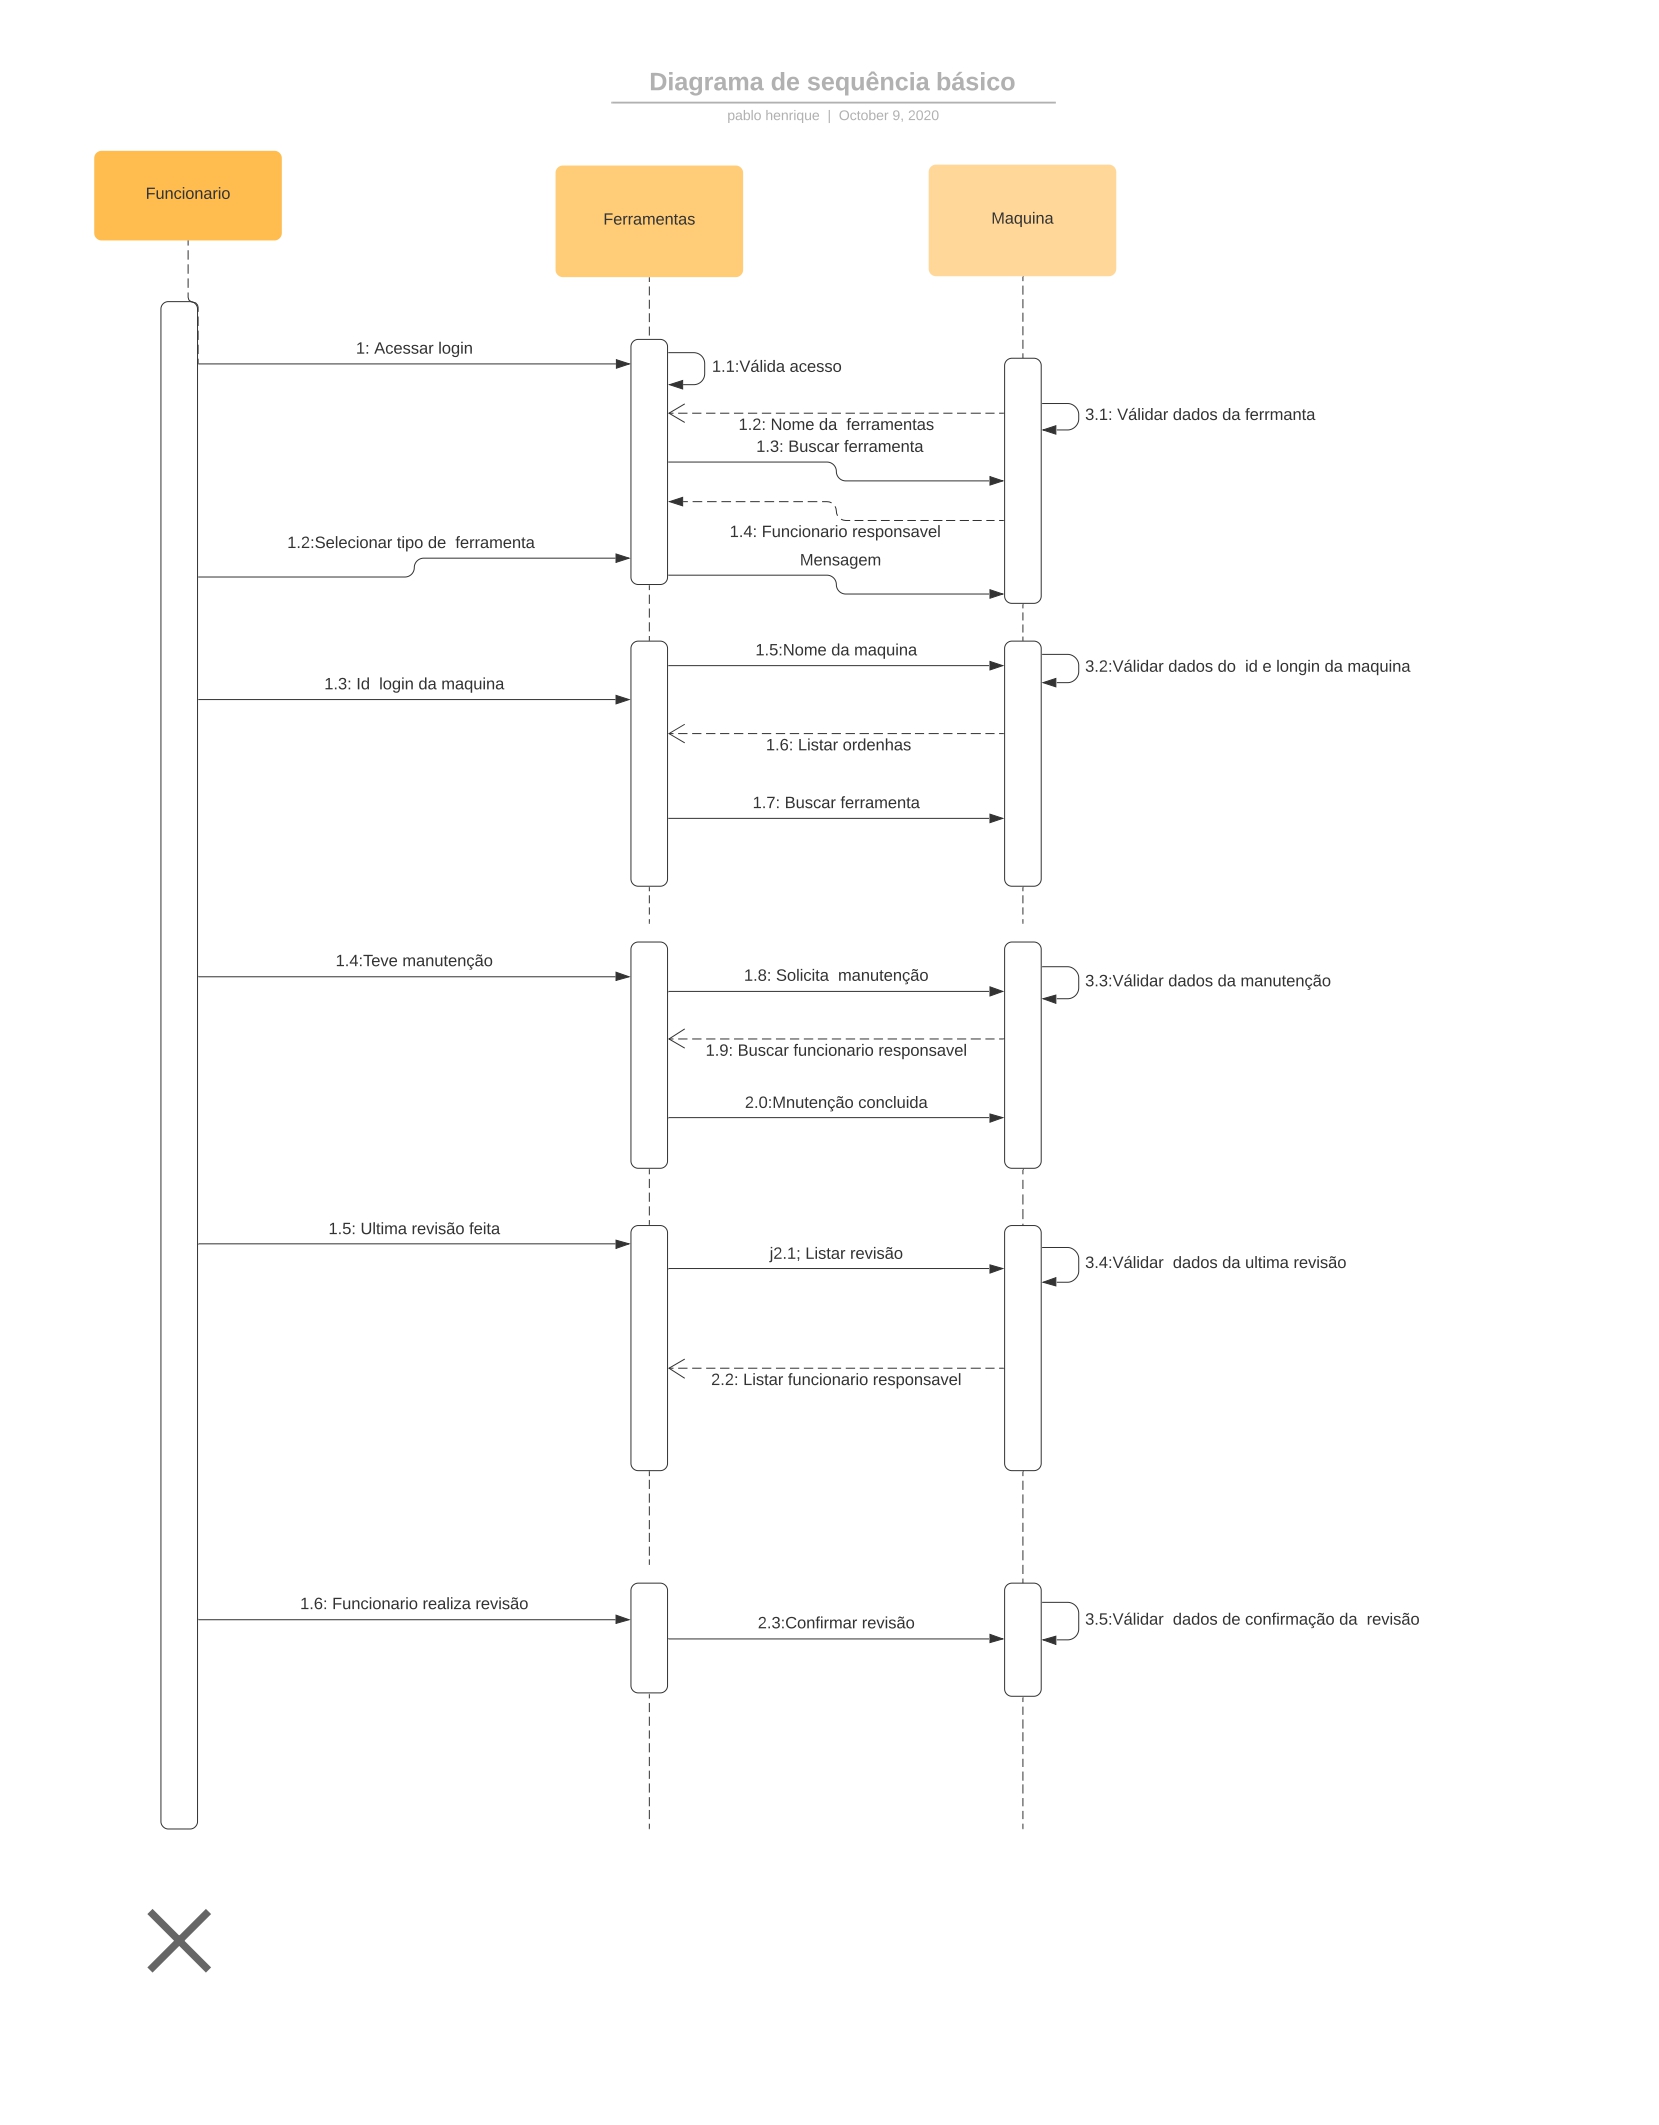 Diagrama de sequência básico
pablo henrique | October 9, 2020
Funcionario
Ferramentas
Maquina
1: Acessar login
1.1:Válida acesso
3.1: Válidar dados da ferrmanta
1.2: Nome da  ferramentas
1.3: Buscar ferramenta
1.4: Funcionario responsavel
1.2:Selecionar tipo de  ferramenta
Mensagem
1.5:Nome da maquina
3.2:Válidar dados do  id e longin da maquina
1.3: Id  login da maquina
1.6: Listar ordenhas
1.7: Buscar ferramenta
1.4:Teve manutenção
1.8: Solicita  manutenção
3.3:Válidar dados da manutenção
1.9: Buscar funcionario responsavel
2.0:Mnutenção concluida
1.5: Ultima revisão feita
j2.1; Listar revisão
3.4:Válidar  dados da ultima revisão
2.2: Listar funcionario responsavel
1.6: Funcionario realiza revisão
2.3:Confirmar revisão
3.5:Válidar  dados de confirmação da  revisão